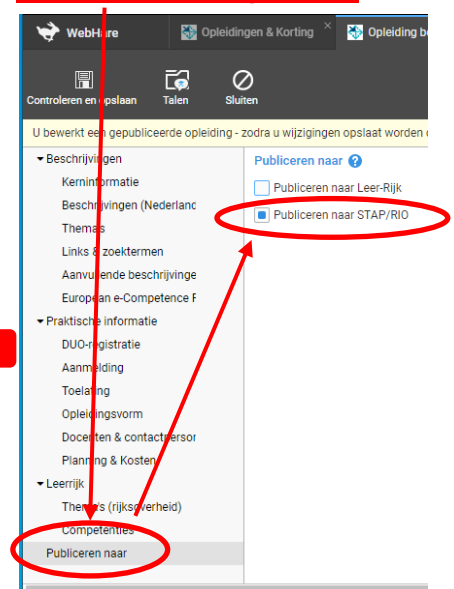 WebHare
Opleidingen & Korting
Opleiding be
Controleren en opslaan
Talen
Sluiten
U bewerkt een gepubliceerde opleiding - zodra u wijzigingen opslaat worden
Beschrijvingen
Kerninformatie
Beschrijvingen (Nederlanc
Thema's
Links & zoektermen
Aanvullende beschrijvinge
European e-Competence F
Praktische informatie
DUO-registratie
Aanmelding
Toelating
Opleidingsvorm
Docenten & contactpersor
Planning & Kosten
Leerrijk
Thema's (rijksoverheid)
Competenties
Publiceren naar
Publiceren naar ?
Publiceren naar Leer-Rijk
Publiceren naar STAP/RIO